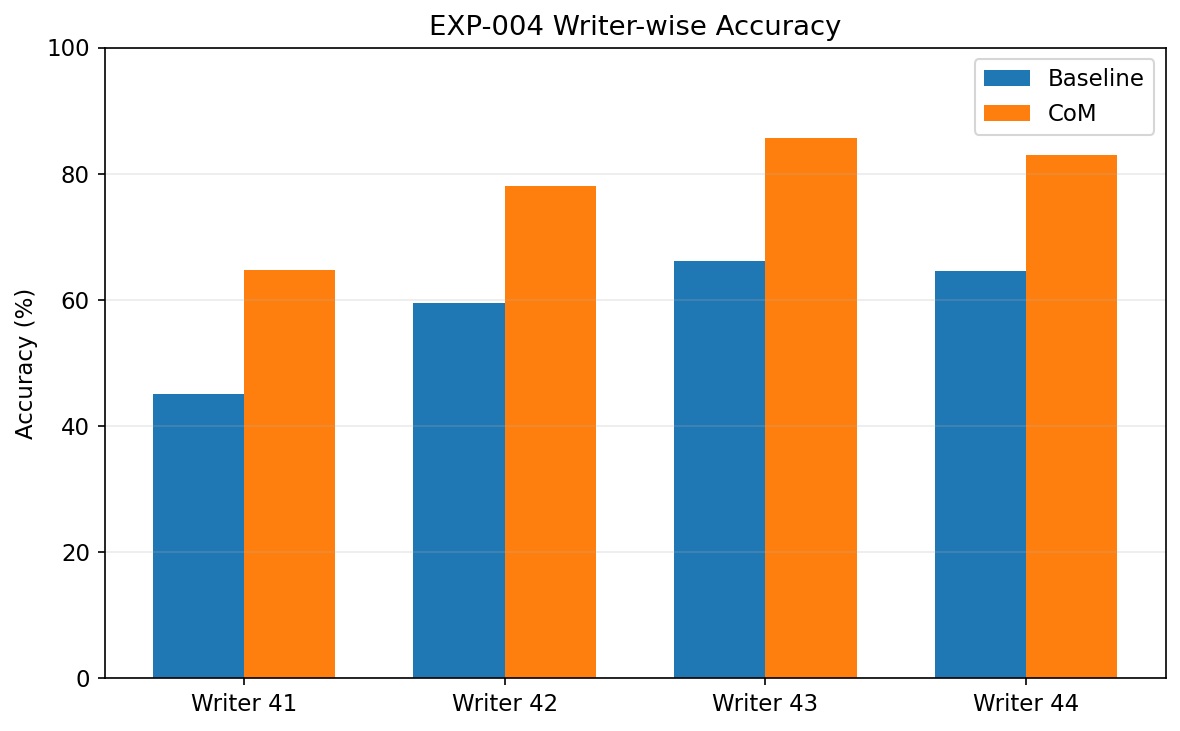 EXP-004 Writer-wise Accuracy
100
80
60
40
20
0
Accuracy (%)
Baseline
CoM
Writer 41
Writer 42
Writer 43
Writer 44